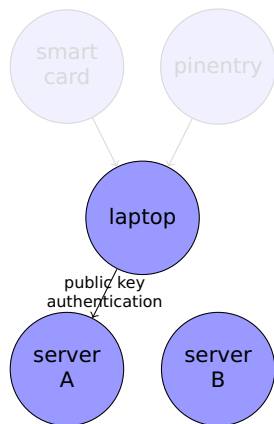 smart
card
pinentry
laptop
public key
authentication
server
A
server
B